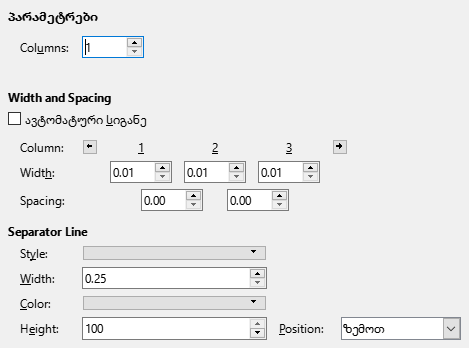 პარამეტრები
Columns: 1
Width and Spacing
ავტომატური სიგანე
Column: 1 2 3
Width: 0.01 0.01 0.01
Spacing: 0.00 0.00
Separator Line
Style:
Width: 0.25
Color:
Height: 100 Position: ზემოთ